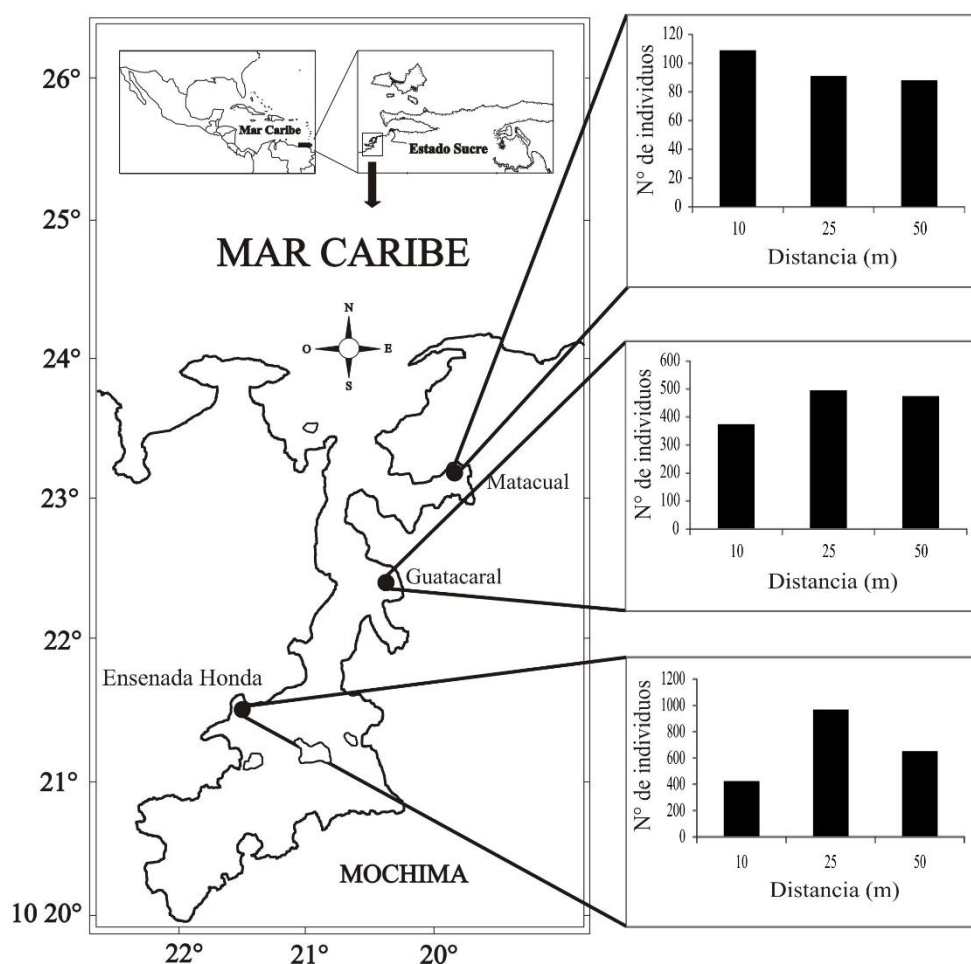 26°
25°
24°
23°
22°
21°
10 20°
22°
21°
20°
Mar Caribe
Estado Sucre
MAR CARIBE
N
O
E
S
Matacual
Guatacaral
Ensenada Honda
MOCHIMA
N° de individuos
120
100
80
60
40
20
0
10 25 50
Distancia (m)
N° de individuos
600
500
400
300
200
100
0
10 25 50
Distancia (m)
N° de individuos
1200
1000
800
600
400
200
0
10 25 50
Distancia (m)